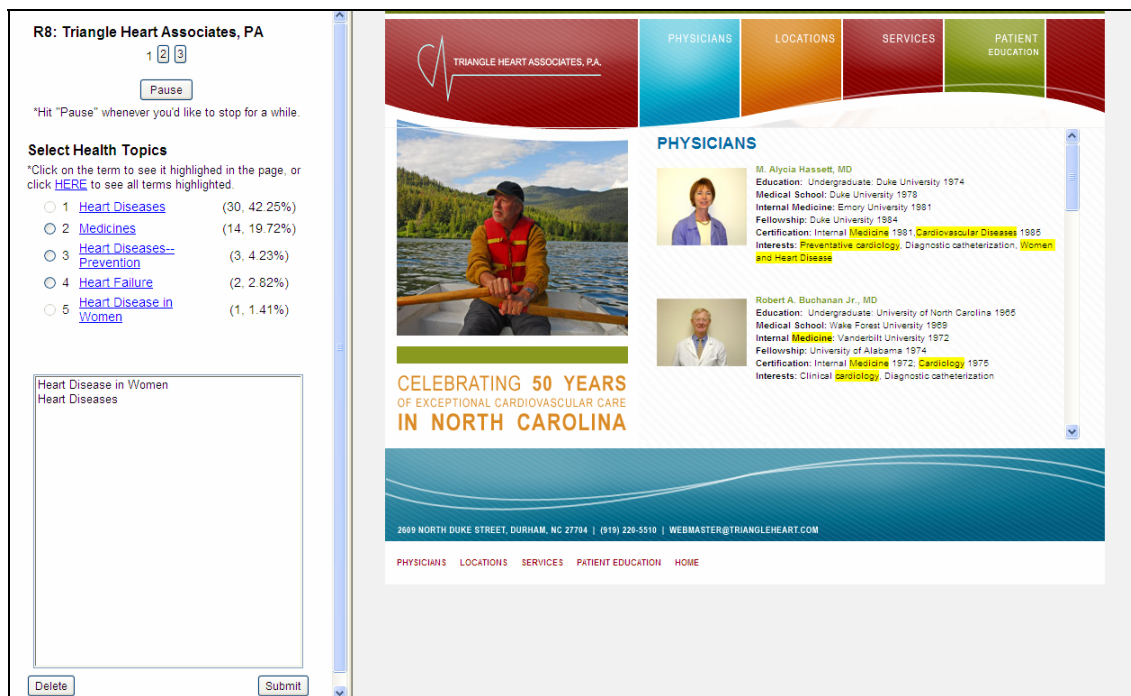 R8: Triangle Heart Associates, PA
1 2 3
Pause
*Hit "Pause" whenever you'd like to stop for a while.
Select Health Topics
*Click on the term to see it highlighed in the page, or
click HERE to see all terms highlighted.
1 Heart Diseases (30, 42.25%)
2 Medicines (14, 19.72%)
3 Heart Diseases--
Prevention (3, 4.23%)
4 Heart Failure (2, 2.82%)
5 Heart Disease in
Women (1, 1.41%)
Heart Disease in Women
Heart Diseases
Delete Submit
TRIANGLE HEART ASSOCIATES, P.A.
PHYSICIANS LOCATIONS SERVICES PATIENT
EDUCATION
PHYSICIANS
M. Alycia Hassett, MD
Education: Undergraduate: Duke University 1974
Medical School: Duke University 1978
Internal Medicine: Emory University 1981
Fellowship: Duke University 1984
Certification: Internal Medicine 1981,Cardiovascular Diseases 1985
Interests: Preventative cardiology, Diagnostic catheterization, Women
and Heart Disease
Robert A. Buchanan Jr., MD
Education: Undergraduate: University of North Carolina 1965
Medical School: Wake Forest University 1969
Internal Medicine: Vanderbilt University 1972
Fellowship: University of Alabama 1974
Certification: Internal Medicine 1972; Cardiology 1975
Interests: Clinical cardiology, Diagnostic catheterization
CELEBRATING 50 YEARS
OF EXCEPTIONAL CARDIOVASCULAR CARE
IN NORTH CAROLINA
2609 NORTH DUKE STREET, DURHAM, NC 27704 | (919) 220-5510 | WEBMASTER@TRIANGLEHEART.COM
PHYSICIANS LOCATIONS SERVICES PATIENT EDUCATION HOME